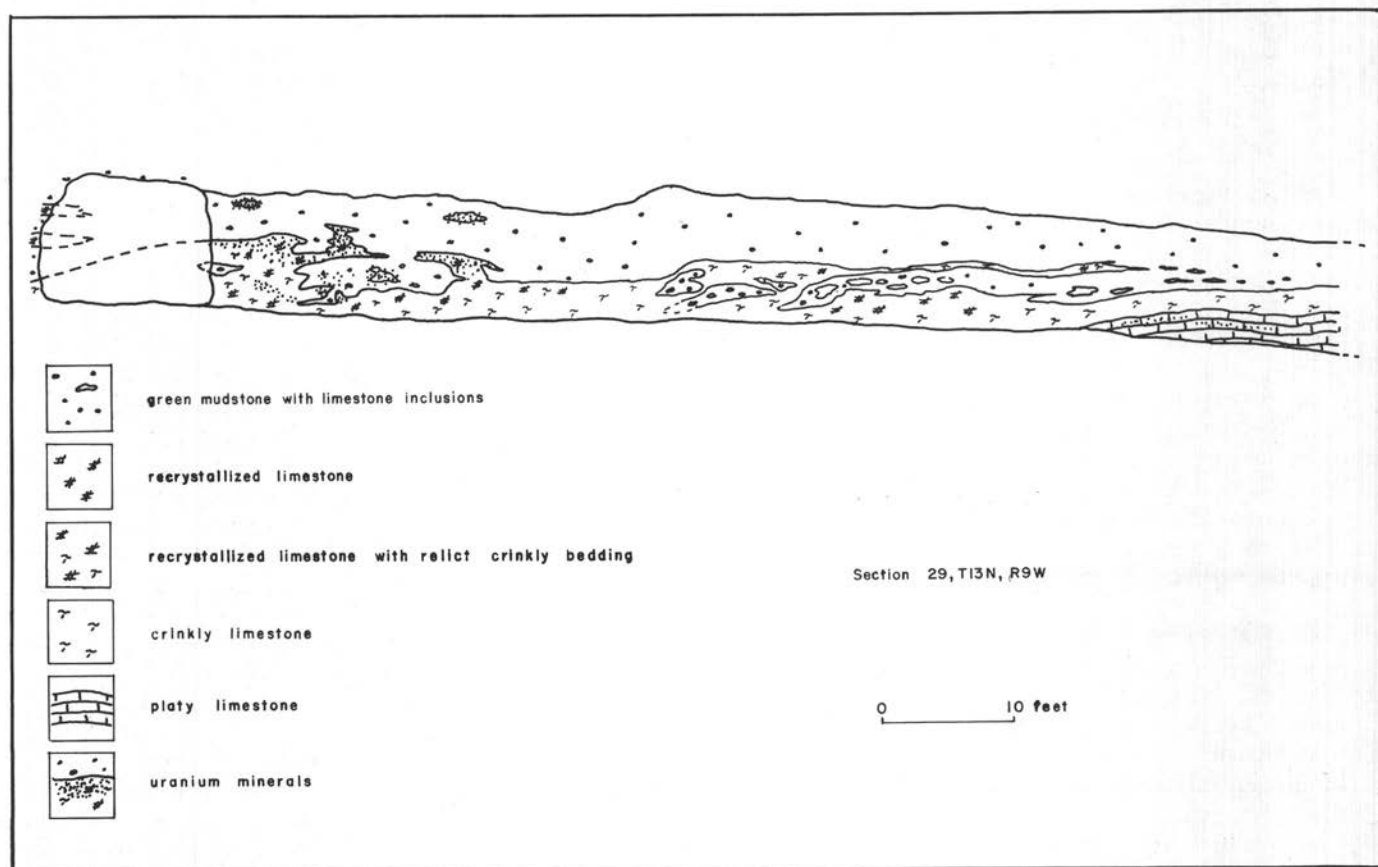 green mudstone with limestone inclusions
recrystallized limestone
recrystallized limestone with relict crinkly bedding
Section 29, T13N, R9W
crinkly limestone
platy limestone
0 10 feet
uranium minerals